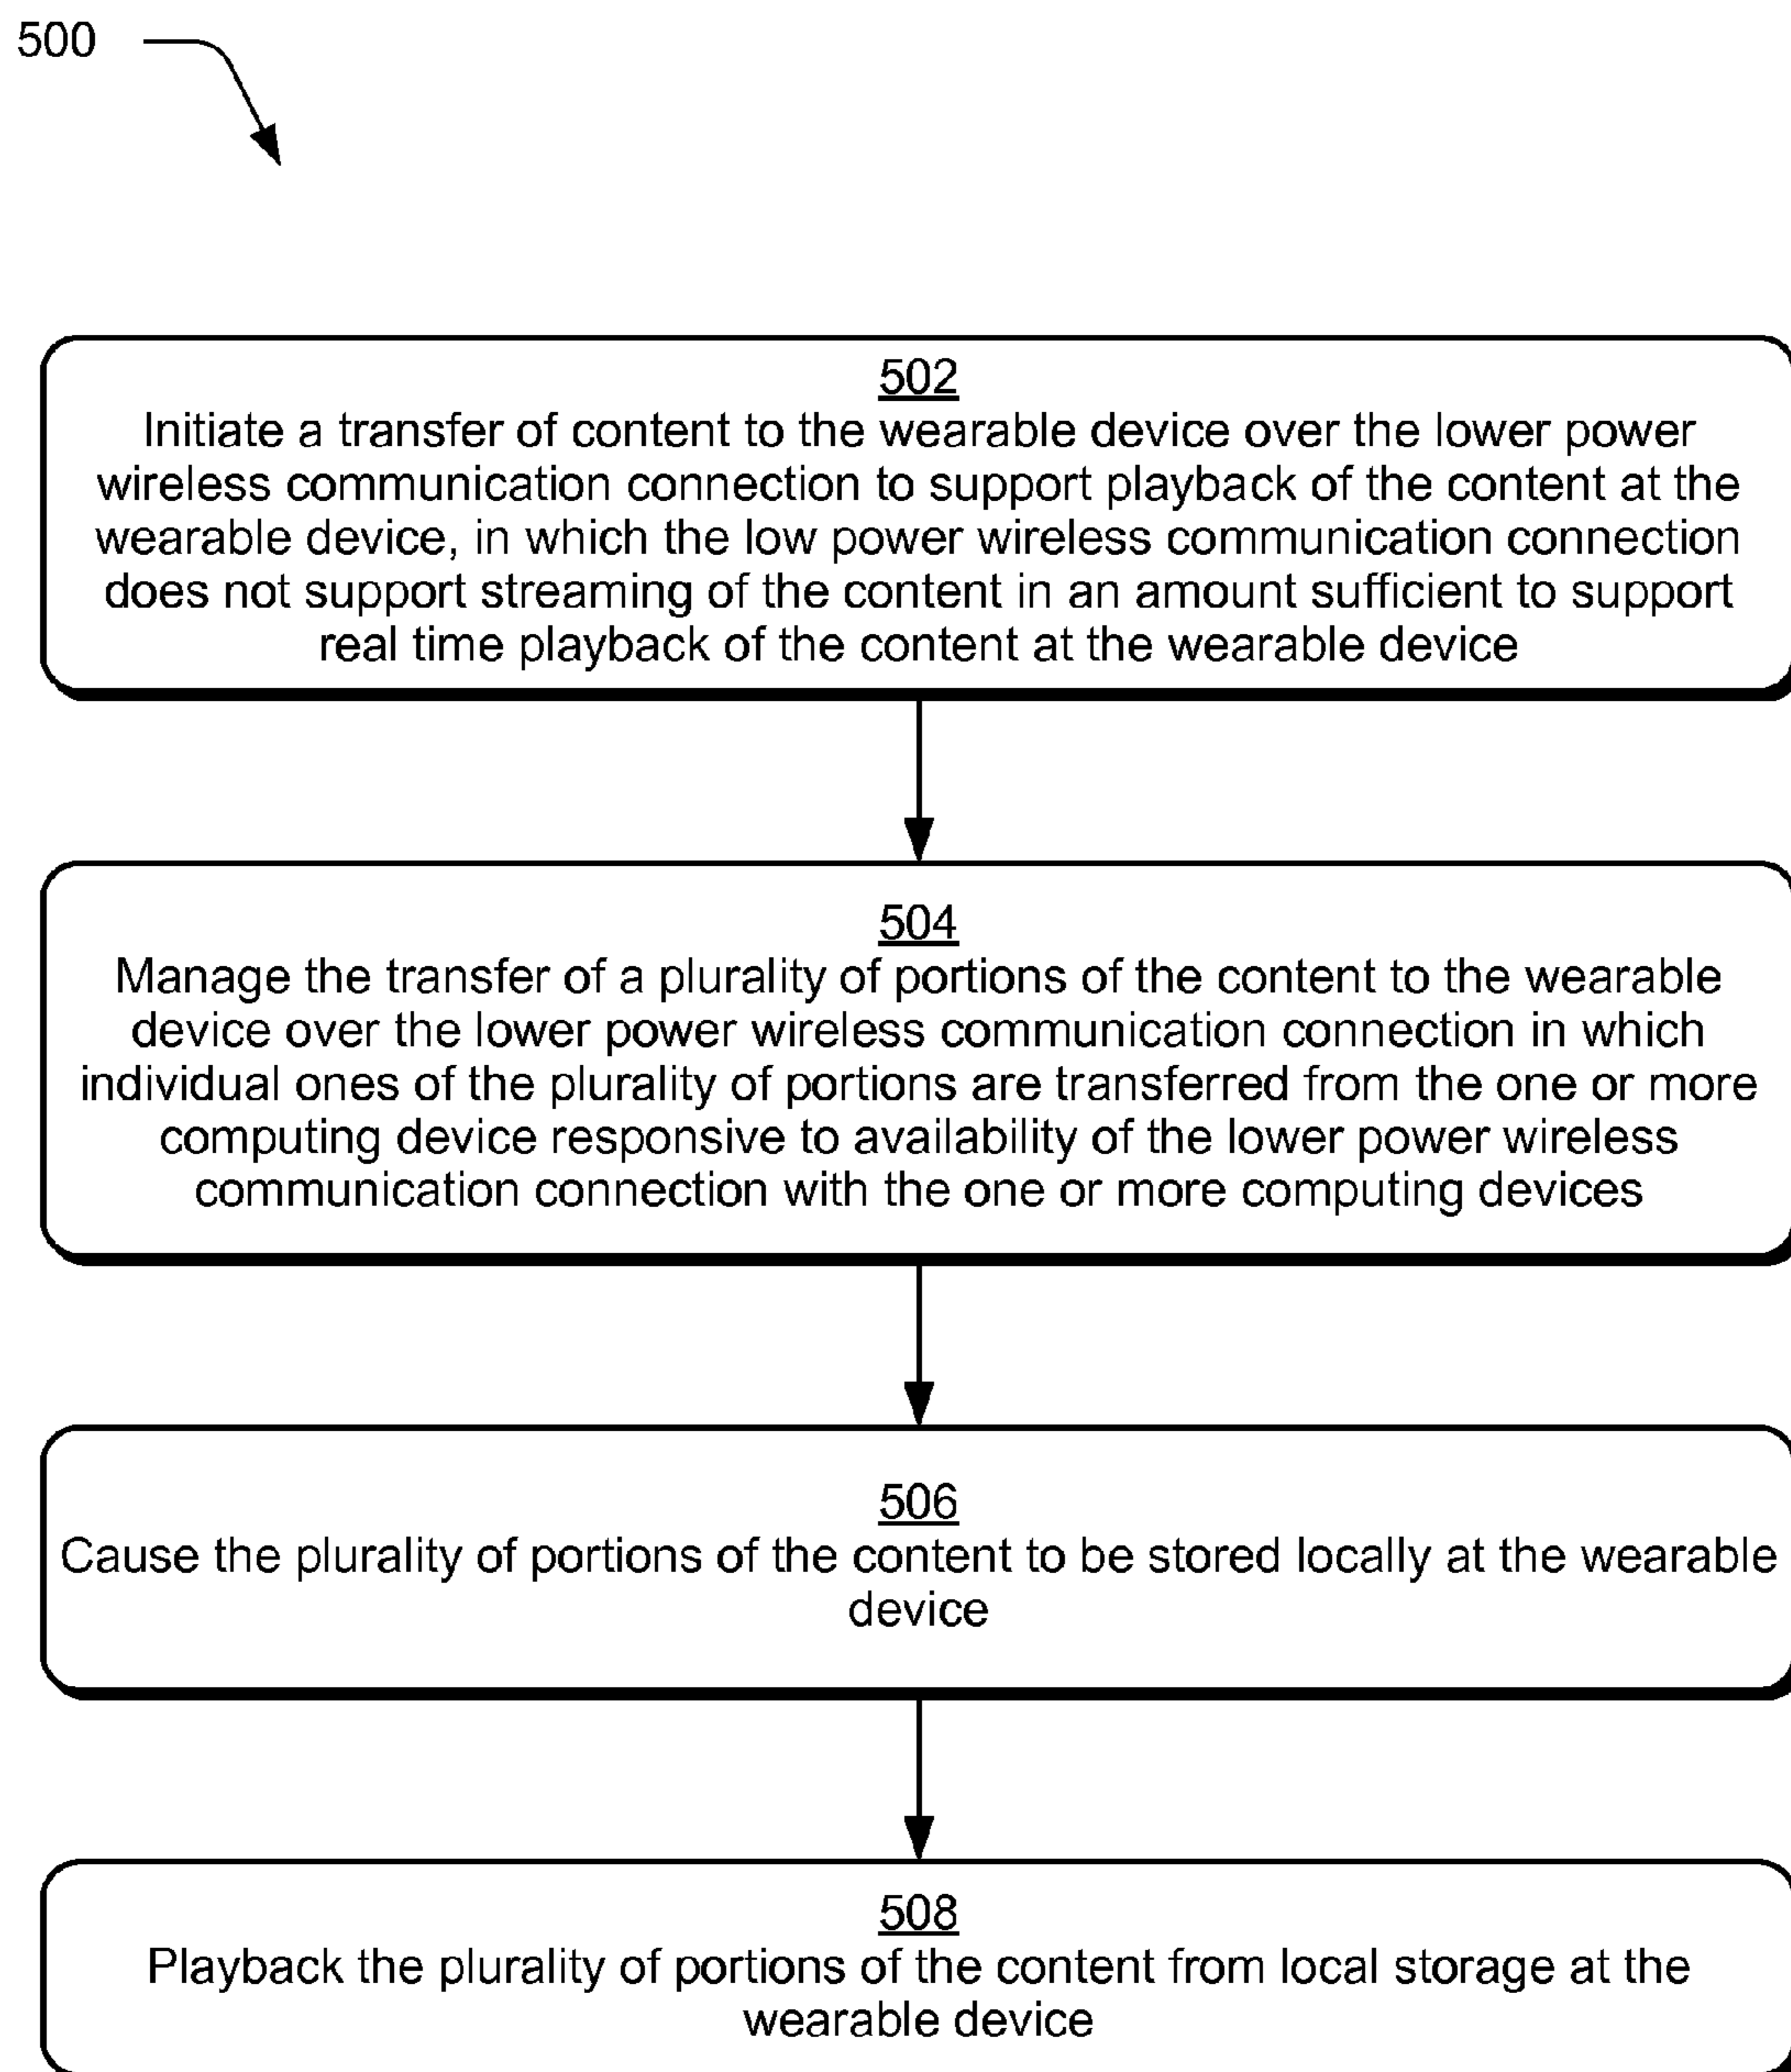 500
502
Initiate a transfer of content to the wearable device over the lower power
wireless communication connection to support playback of the content at the
wearable device, in which the low power wireless communication connection
does not support streaming of the content in an amount sufficient to support
real time playback of the content at the wearable device
504
Manage the transfer of a plurality of portions of the content to the wearable
device over the lower power wireless communication connection in which
individual ones of the plurality of portions are transferred from the one or more
computing device responsive to availability of the lower power wireless
communication connection with the one or more computing devices
506
Cause the plurality of portions of the content to be stored locally at the wearable
device
508
Playback the plurality of portions of the content from local storage at the
wearable device